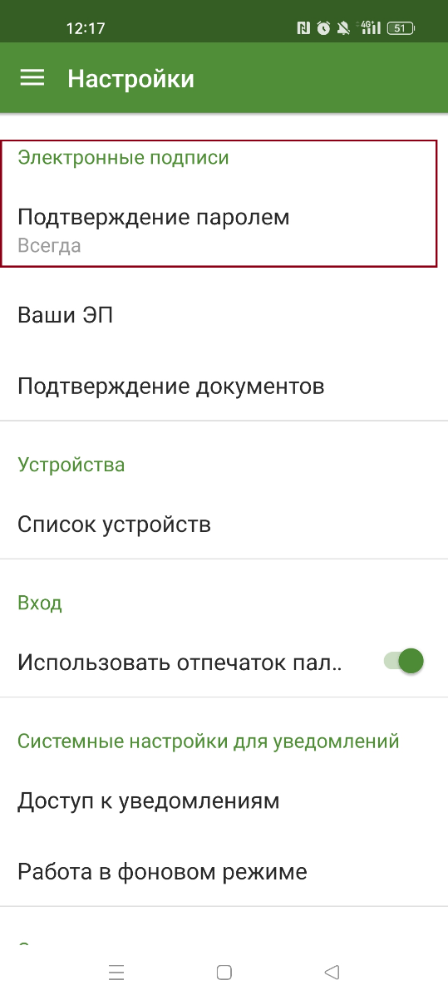 12:17
4G+
51
Настройки
Электронные подписи
Подтверждение паролем
Всегда
Ваши ЭП
Подтверждение документов
Устройства
Список устройств
Вход
Использовать отпечаток пал..
Системные настройки для уведомлений
Доступ к уведомлениям
Работа в фоновом режиме